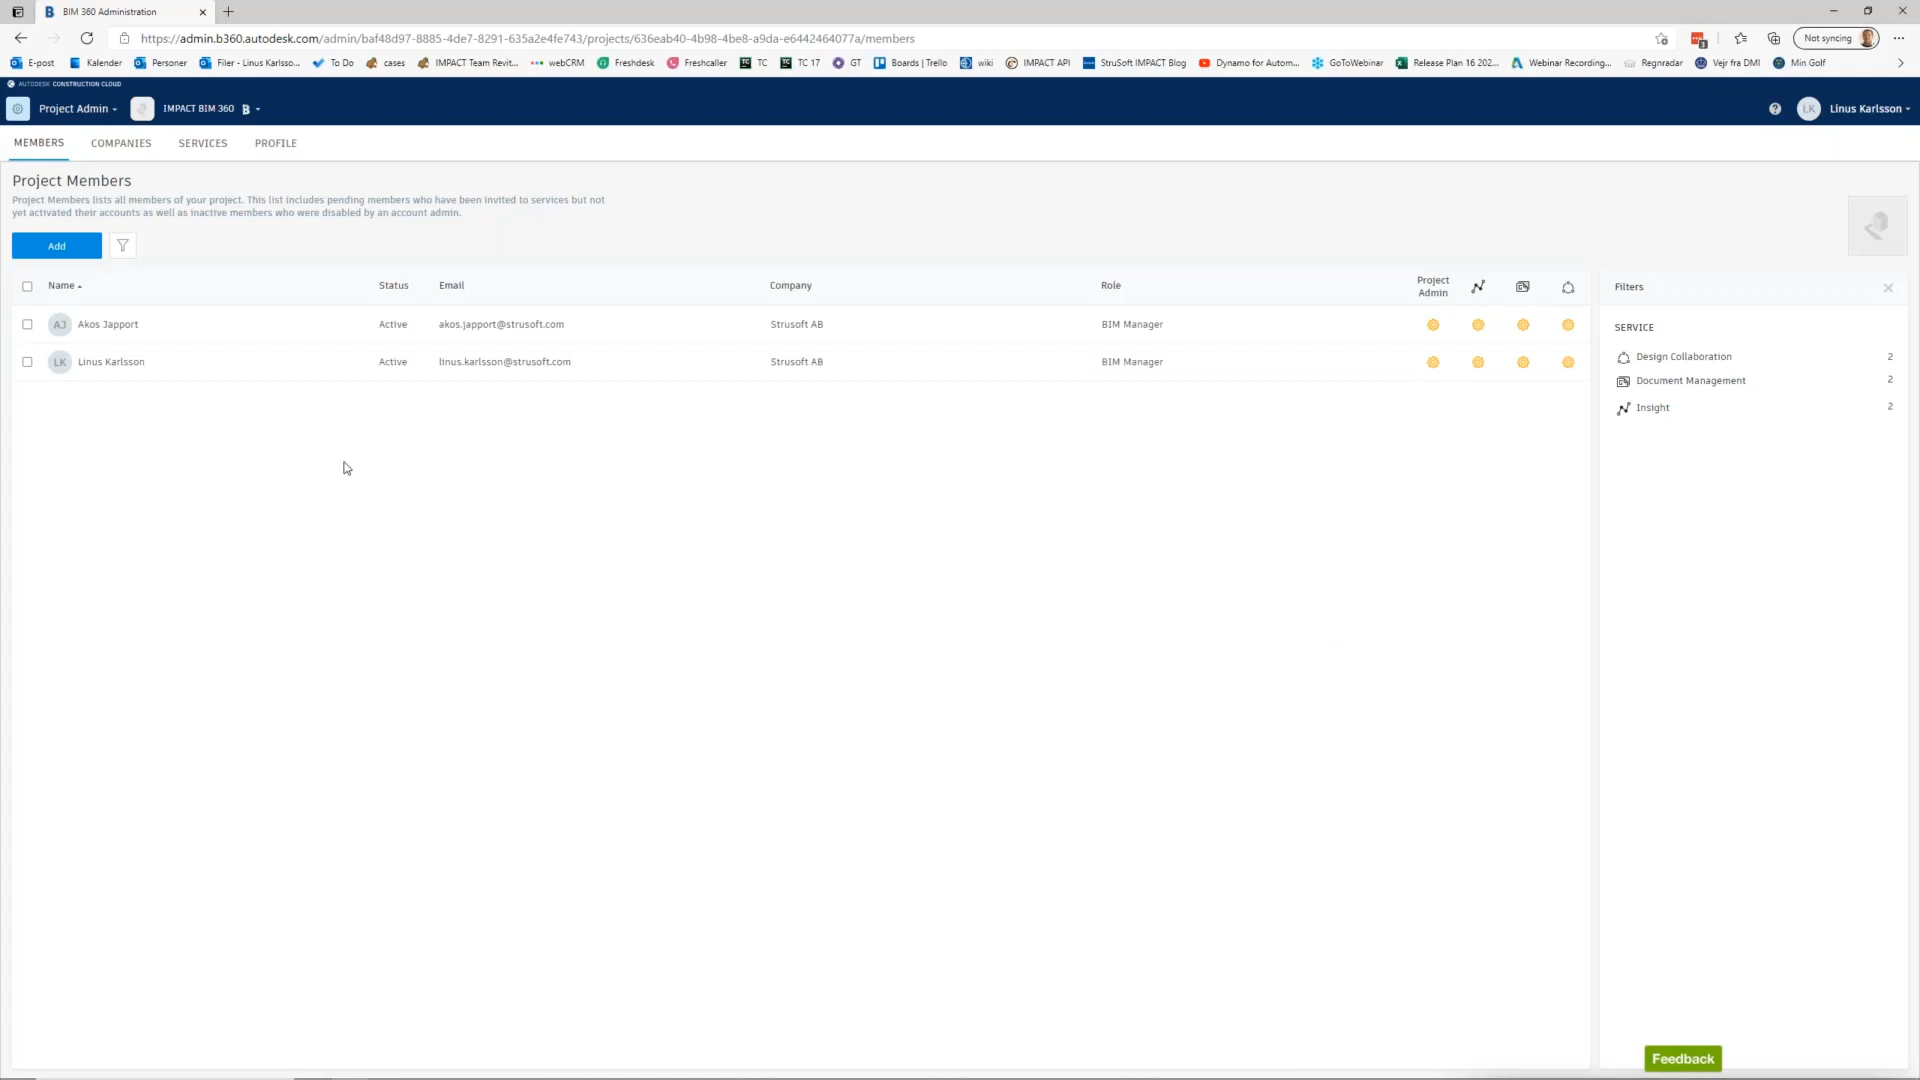 BIM 360 Administration
https://admin.b360.autodesk.com/admin/baf48d97-8885-4de7-8291-635a2e4fe743/projects/636eab40-4b98-4be8-a9da-e6442464077a/members
3
Not syncing
E-post Kalender Personer Filer - Linus Karlsso... To Do cases IMPACT Team Revit... webCRM Freshdesk Freshcaller TC TC 17 GT Boards | Trello wiki IMPACT API StruSoft IMPACT Blog Dynamo for Autom... GoToWebinar Release Plan 16 202... Webinar Recording... Regnradar Vejr fra DMI Min Golf
AUTODESK CONSTRUCTION CLOUD
Project Admin IMPACT BIM 360 B LK Linus Karlsson
MEMBERS COMPANIES SERVICES PROFILE
Project Members
Project Members lists all members of your project. This list includes pending members who have been invited to services but not
yet activated their accounts as well as inactive members who were disabled by an account admin.
Add
Name Status Email Company Role Project Admin
AJ Akos Japport Active akos.japport@strusoft.com Strusoft AB BIM Manager
LK Linus Karlsson Active linus.karlsson@strusoft.com Strusoft AB BIM Manager
Filters
SERVICE
Design Collaboration 2
Document Management 2
Insight 2
Feedback